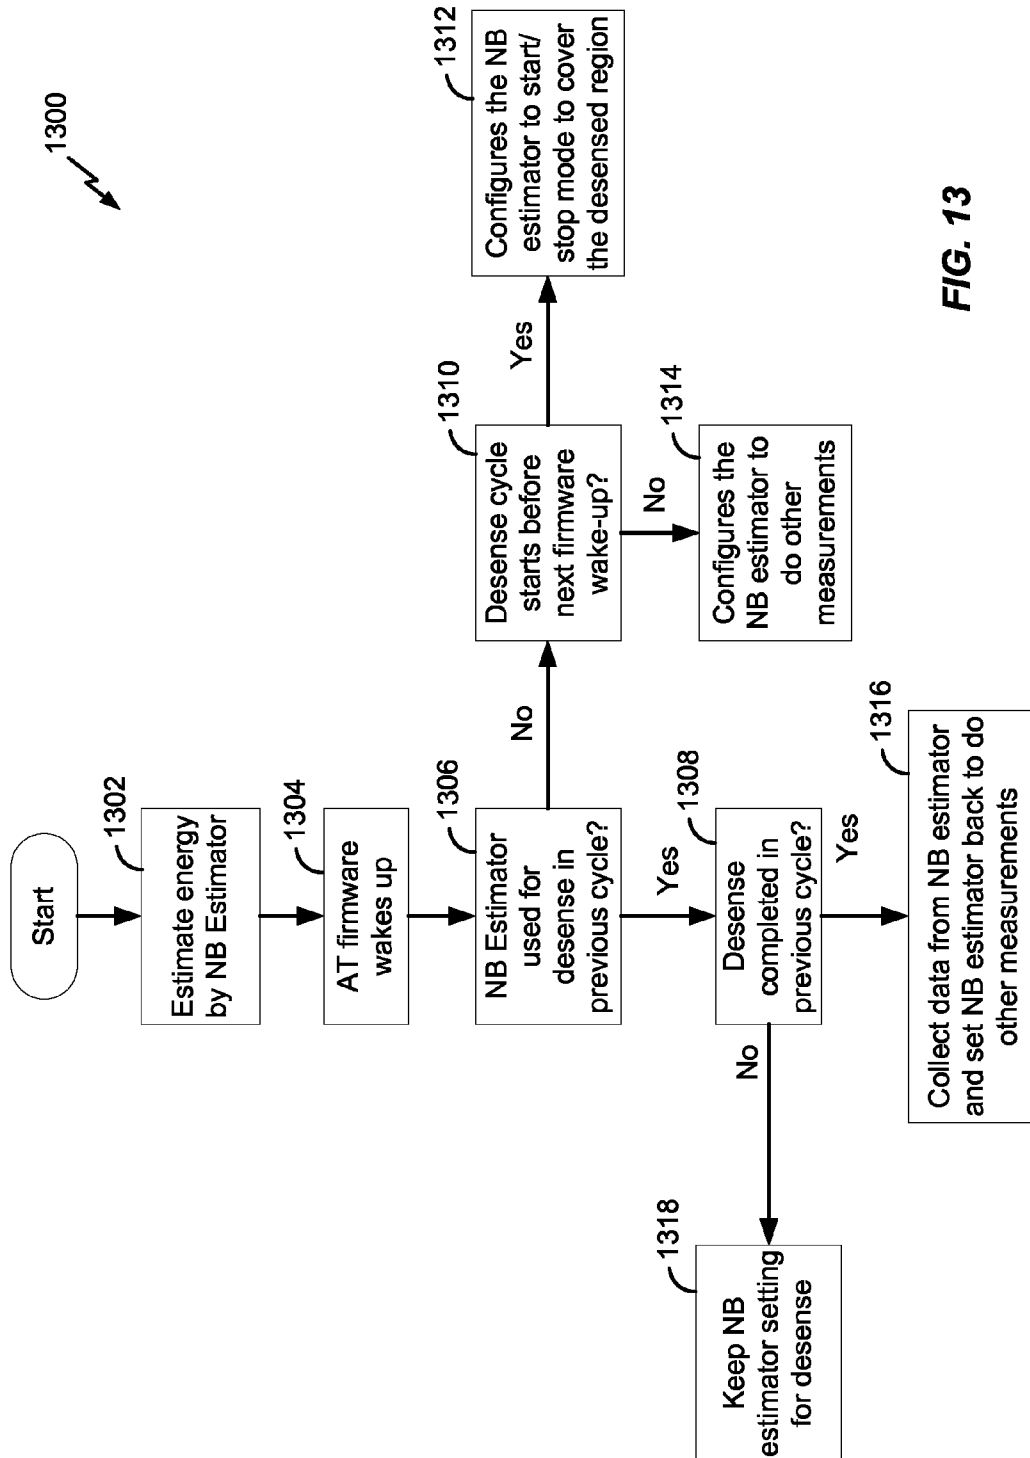 1300
Start
1302
Estimate energy
by NB Estimator
1304
AT firmware
wakes up
1306
NB Estimator
used for
desense in
previous cycle?
No
Yes
1310
Desense cycle
starts before
next firmware
wake-up?
Yes
No
1312
Configures the NB
estimator to start/
stop mode to cover
the desensed region
1314
Configures the
NB estimator to
do other
measurements
1308
Desense
completed in
previous cycle?
No
Yes
1318
Keep NB
estimator setting
for desense
1316
Collect data from NB estimator
and set NB estimator back to do
other measurements
FIG. 13